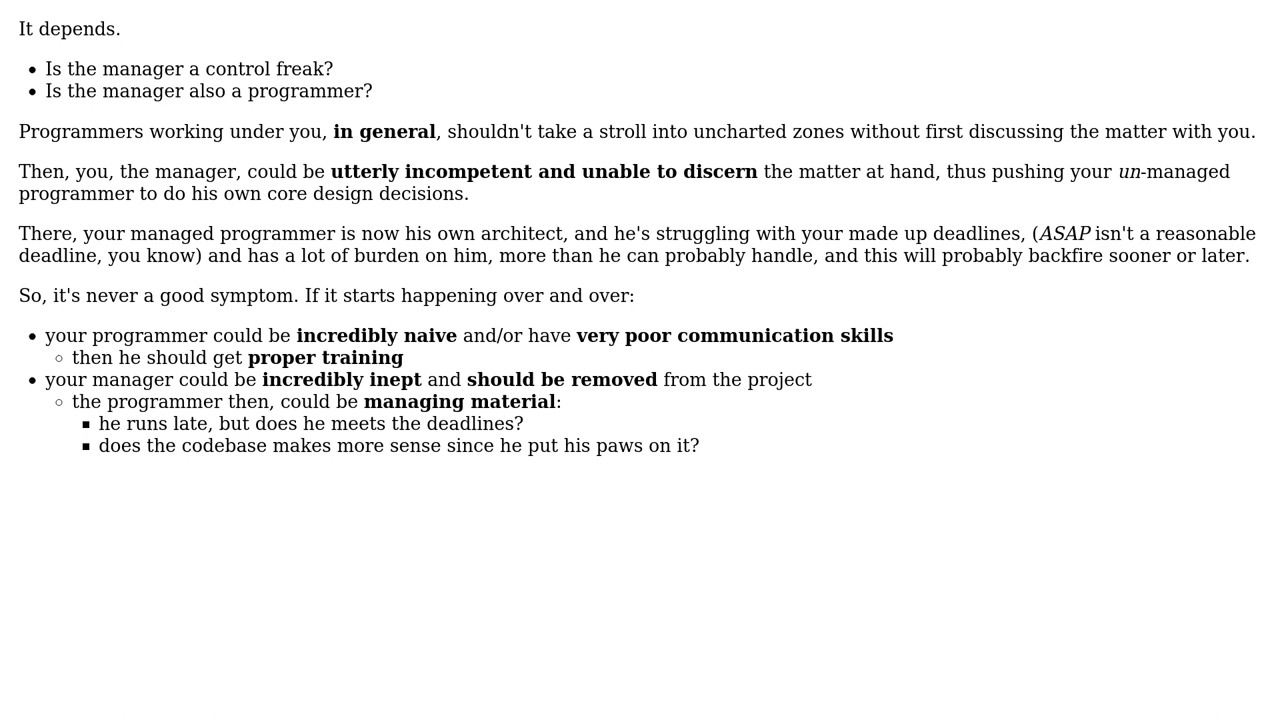 It depends.
Is the manager a control freak?
Is the manager also a programmer?
Programmers working under you, in general, shouldn't take a stroll into uncharted zones without first discussing the matter with you.
Then, you, the manager, could be utterly incompetent and unable to discern the matter at hand, thus pushing your un-managed
programmer to do his own core design decisions.
There, your managed programmer is now his own architect, and he's struggling with your made up deadlines, (ASAP isn't a reasonable
deadline, you know) and has a lot of burden on him, more than he can probably handle, and this will probably backfire sooner or later.
So, it's never a good symptom. If it starts happening over and over:
your programmer could be incredibly naive and/or have very poor communication skills
then he should get proper training
your manager could be incredibly inept and should be removed from the project
the programmer then, could be managing material:
he runs late, but does he meets the deadlines?
does the codebase makes more sense since he put his paws on it?